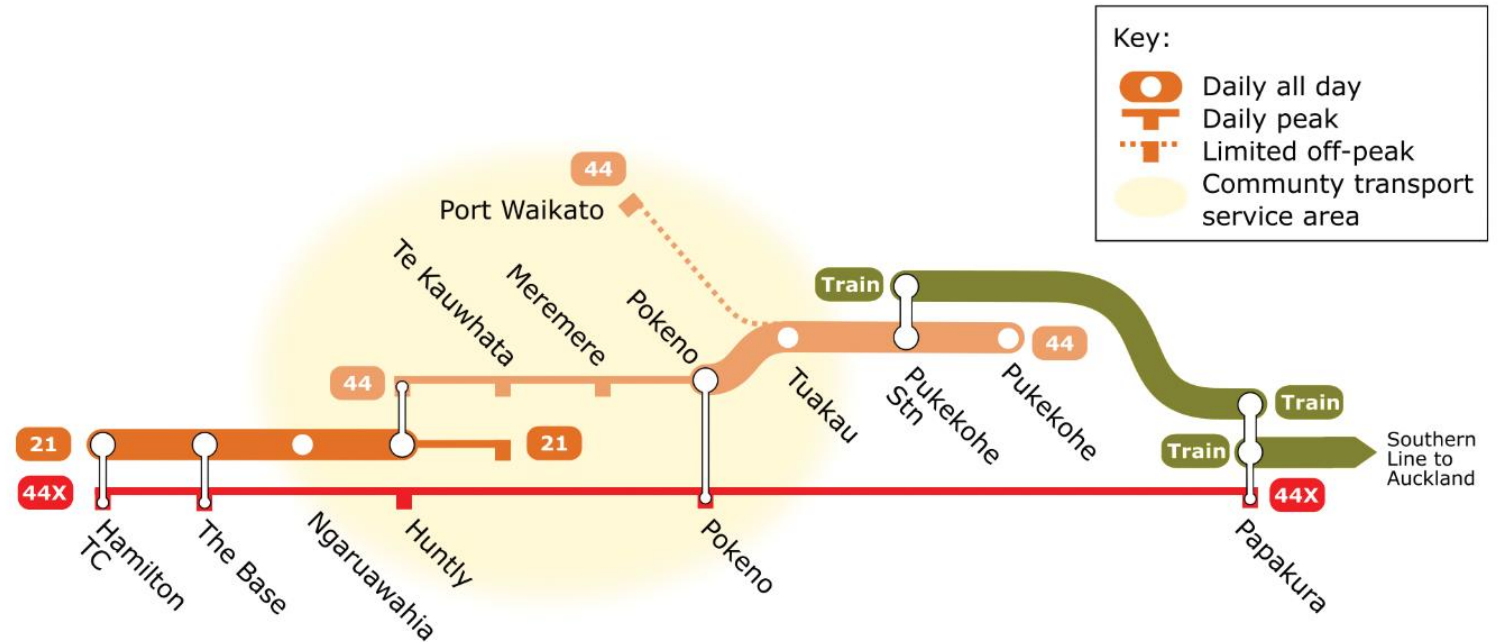 Key:
Daily all day
Daily peak
Limited off-peak
Communty transport
service area
44
Port Waikato
Te Kauwhata
Meremere
Pokeno
Train
44
44
Tuakau
Pukekohe
Stn
Pukekohe
Train
21
21
Train
Southern
Line to
Auckland
44X
44X
Hamilton
TC
The Base
Ngaruawahia
Huntly
Pokeno
Papakura